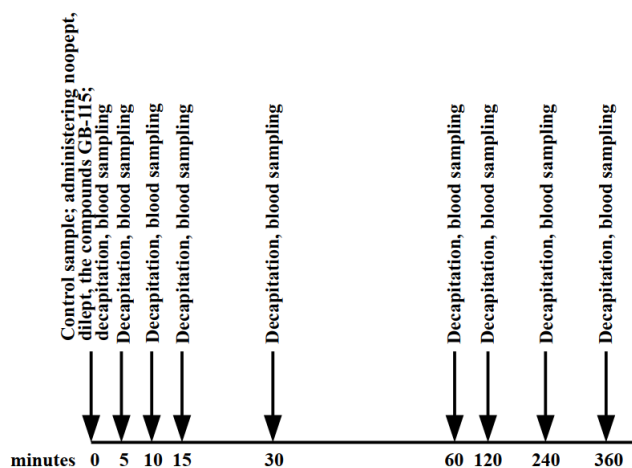 Control sample; administering noopept,
dilept, the compounds GB-115;
decapitation, blood sampling
Decapitation, blood sampling
Decapitation, blood sampling
Decapitation, blood sampling
Decapitation, blood sampling
Decapitation, blood sampling
Decapitation, blood sampling
Decapitation, blood sampling
Decapitation, blood sampling
minutes 0 5 10 15 30 60 120 240 360